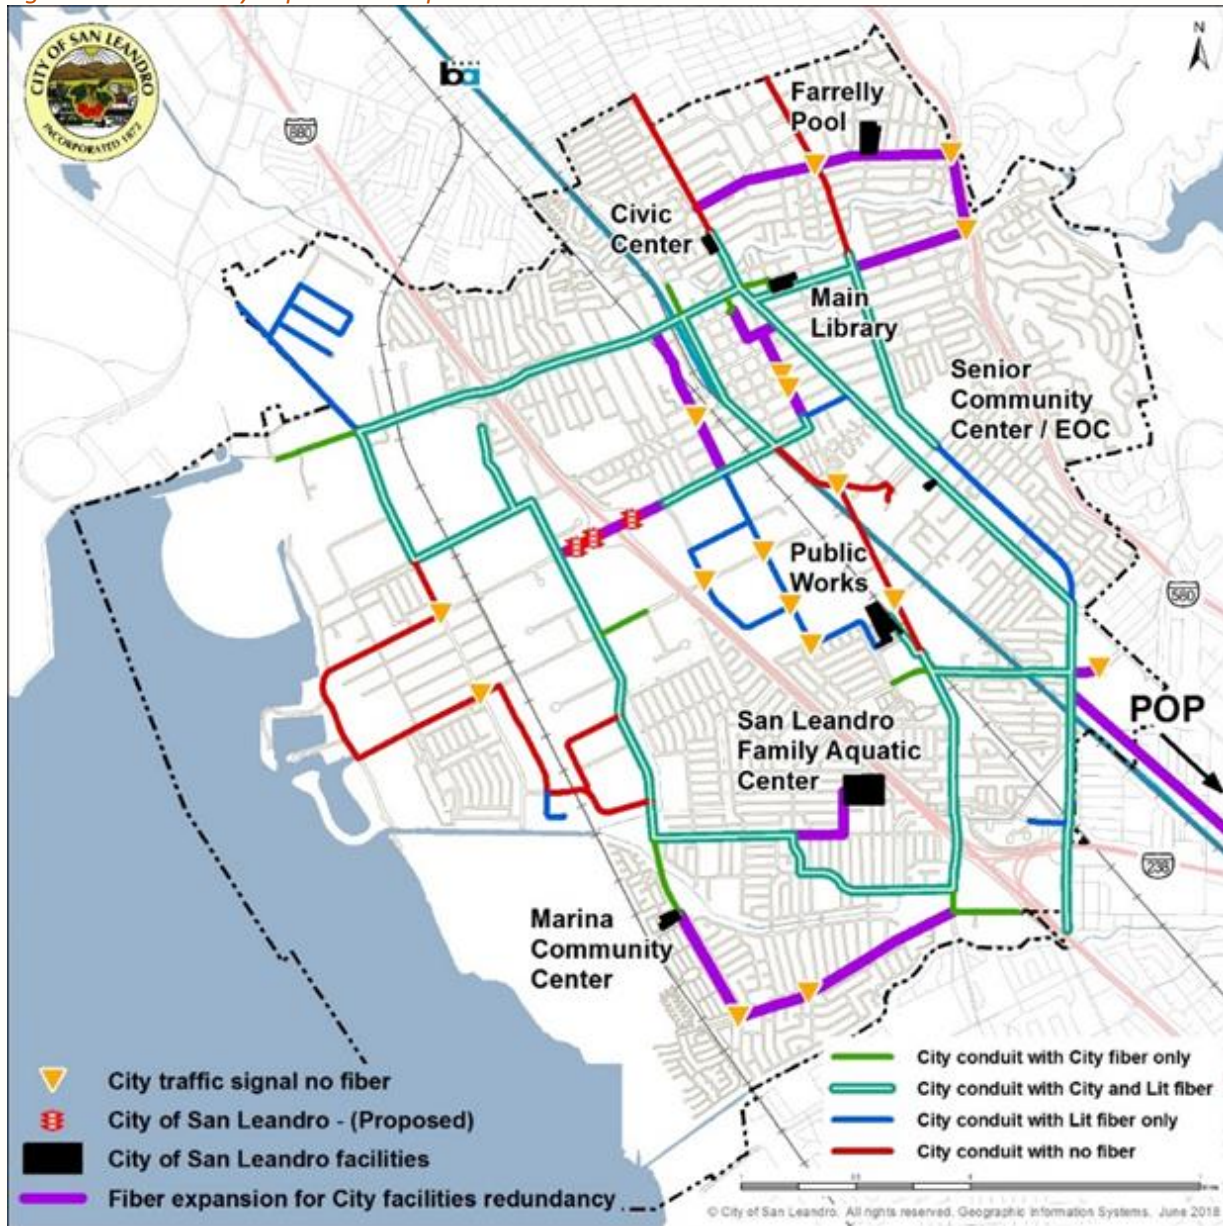 CITY OF SAN LEANDRO
INCORPORATED 1872
ba
N
880
Farrelly
Pool
Civic
Center
Main
Library
Senior
Community
Center / EOC
Public
Works
580
POP
San Leandro
Family Aquatic
Center
238
Marina
Community
Center
City traffic signal no fiber
City of San Leandro - (Proposed)
City of San Leandro facilities
Fiber expansion for City facilities redundancy
City conduit with City fiber only
City conduit with City and Lit fiber
City conduit with Lit fiber only
City conduit with no fiber
© City of San Leandro. All rights reserved. Geographic Information Systems. June 2018